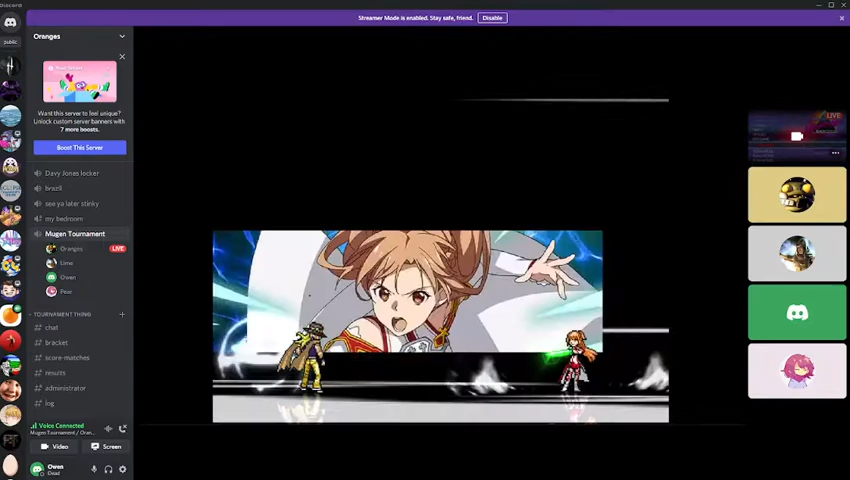 Discord
Streamer Mode is enabled. Stay safe, friend.
Disable
public
Oranges
Want this server to feel unique?
Unlock custom server banners with
7 more boosts.
Boost This Server
Davy Jones locker
brazil
see ya later stinky
my bedroom
Mugen Tournament
Oranges
LIVE
Lime
Owen
Pear
TOURNAMENT THING
chat
bracket
score-matches
results
administrator
log
Voice Connected
Mugen Tournament / Oran...
Video
Screen
Owen
Dead
LIVE